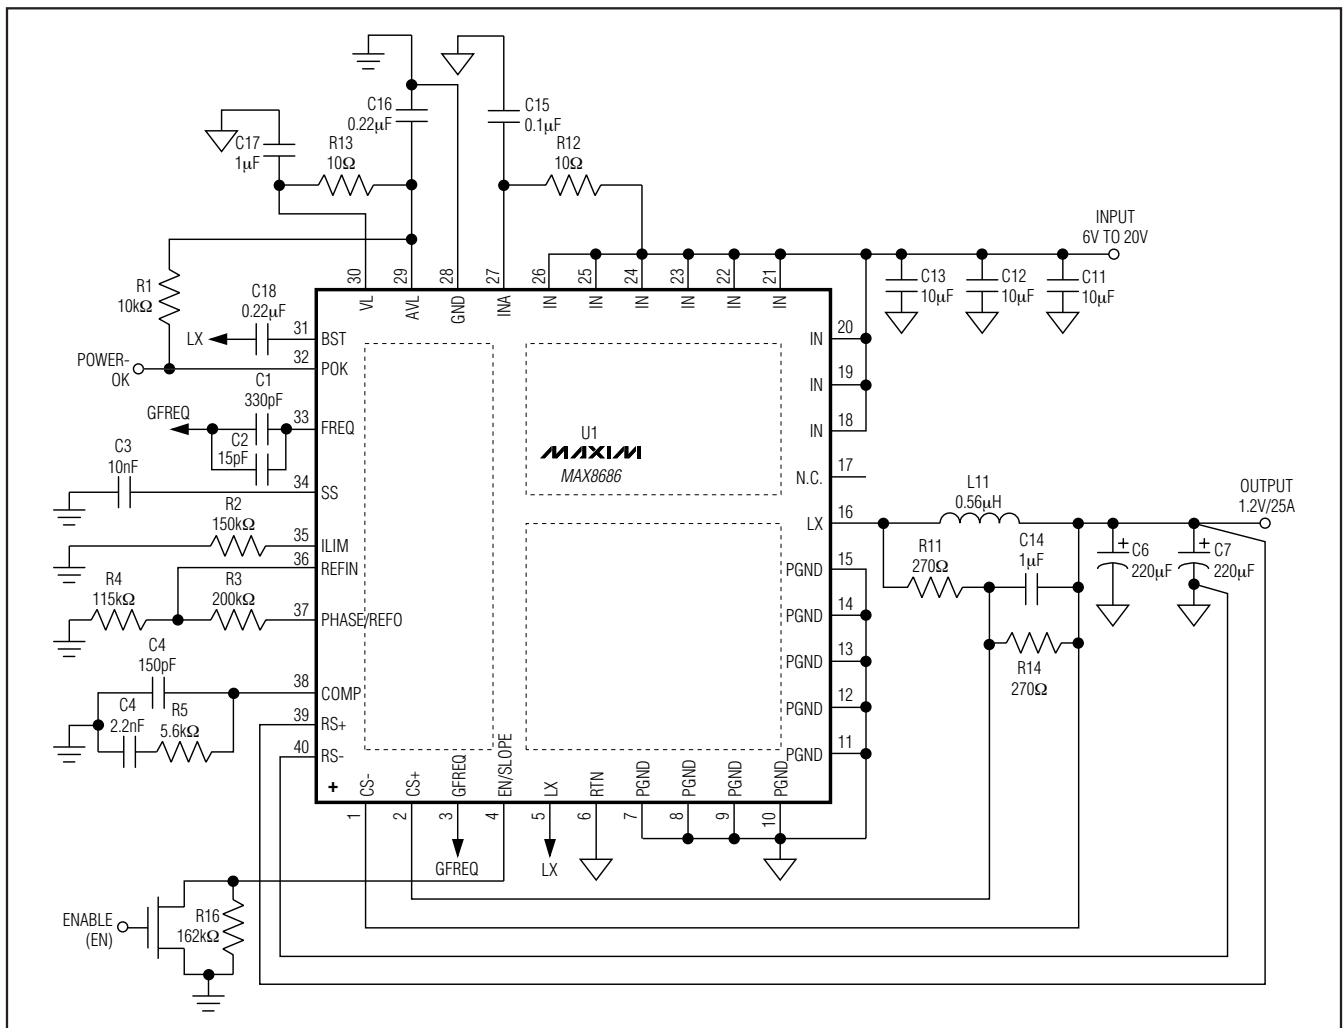 C16
0.22µF
C15
0.1µF
C17
1µF
R13
10Ω
R12
10Ω
INPUT
6V TO 20V
R1
10kΩ
C18
0.22µF
30
29
28
27
26
25
24
23
22
21
VL
AVL
GND
INA
IN
IN
IN
IN
IN
IN
C13
10µF
C12
10µF
C11
10µF
LX
31
BST
POWER-
OK
32
POK
C1
330pF
GFREQ
33
FREQ
C2
15pF
C3
10nF
34
SS
R2
150kΩ
35
ILIM
36
REFIN
R4
115kΩ
R3
200kΩ
37
PHASE/REFO
C4
150pF
38
COMP
C4
2.2nF
R5
5.6kΩ
39
RS+
40
RS-
U1
MAXIM
MAX8686
IN
20
IN
19
IN
18
N.C.
17
LX
16
PGND
15
PGND
14
PGND
13
PGND
12
PGND
11
L11
0.56µH
OUTPUT
1.2V/25A
R11
270Ω
C14
1µF
R14
270Ω
+
C6
220µF
+
C7
220µF
+
CS-
CS+
GFREQ
EN/SLOPE
LX
RTN
PGND
PGND
PGND
PGND
1
2
3
4
5
6
7
8
9
10
GFREQ
LX
ENABLE
(EN)
R16
162kΩ